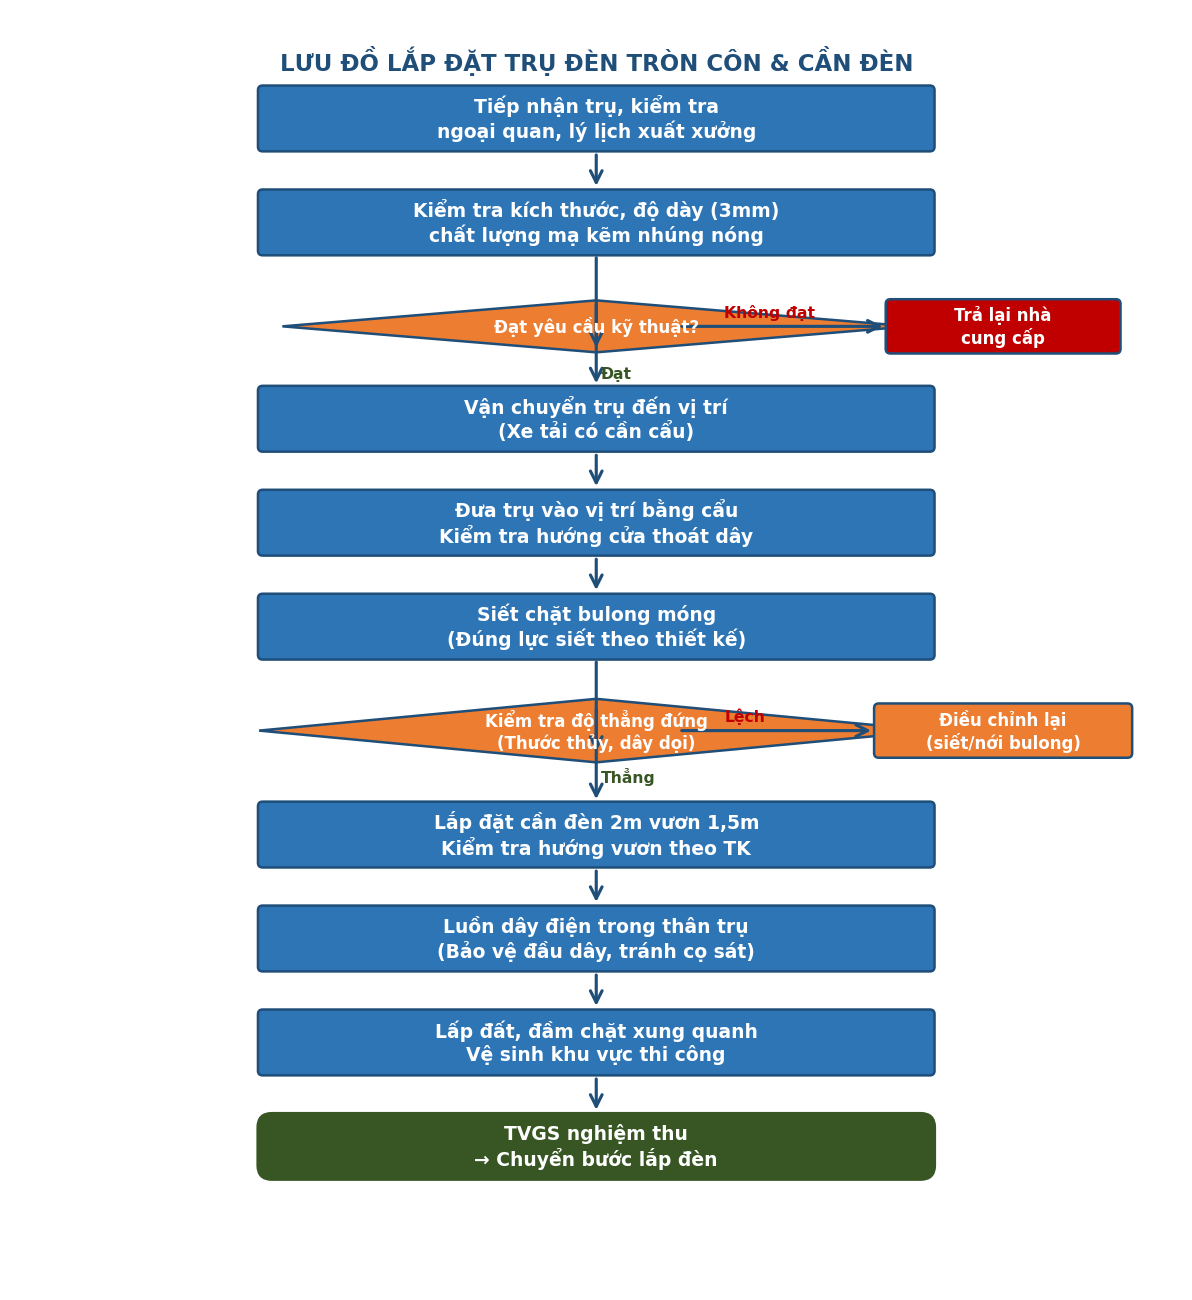 LƯU ĐỒ LẮP ĐẶT TRỤ ĐÈN TRÒN CÔN & CẦN ĐÈN
Tiếp nhận trụ, kiểm tra
ngoại quan, lý lịch xuất xưởng
Kiểm tra kích thước, độ dày (3mm)
chất lượng mạ kẽm nhúng nóng
Đạt yêu cầu kỹ thuật?
Không đạt
Trả lại nhà
cung cấp
Đạt
Vận chuyển trụ đến vị trí
(Xe tải có cần cẩu)
Đưa trụ vào vị trí bằng cẩu
Kiểm tra hướng cửa thoát dây
Siết chặt bulong móng
(Đúng lực siết theo thiết kế)
Kiểm tra độ thẳng đứng
(Thước thủy, dây dọi)
Lệch
Điều chỉnh lại
(siết/nới bulong)
Thẳng
Lắp đặt cần đèn 2m vươn 1,5m
Kiểm tra hướng vươn theo TK
Luồn dây điện trong thân trụ
(Bảo vệ đầu dây, tránh cọ sát)
Lấp đất, đầm chặt xung quanh
Vệ sinh khu vực thi công
TVGS nghiệm thu
→ Chuyển bước lắp đèn